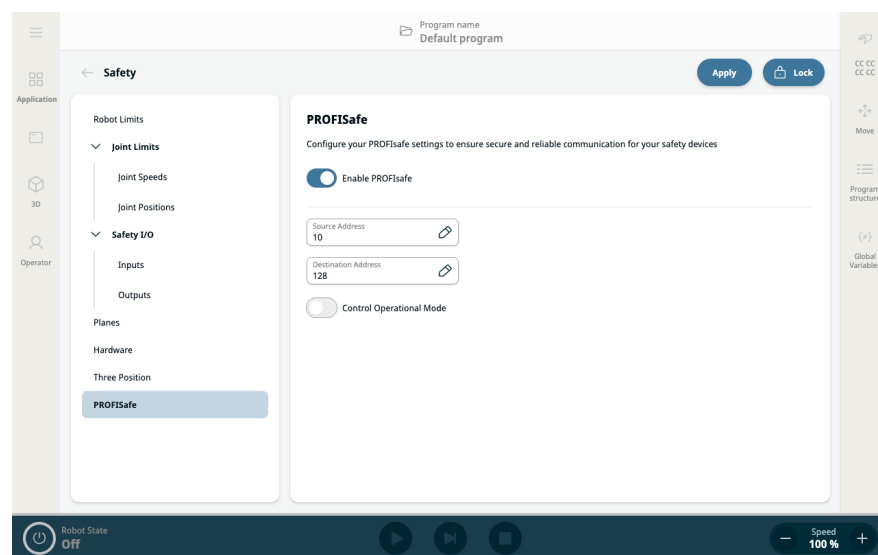 Program name
Default program
Safety
Apply
Lock
CC CC
CC CC
Application
Move
3D
Program
structure
Operator
Global
Variables
Robot Limits
Joint Limits
Joint Speeds
Joint Positions
Safety I/O
Inputs
Outputs
Planes
Hardware
Three Position
PROFISafe
PROFISafe
Configure your PROFIsafe settings to ensure secure and reliable communication for your safety devices
Enable PROFIsafe
Source Address
10
Destination Address
128
Control Operational Mode
Robot State
Off
Speed
100 %